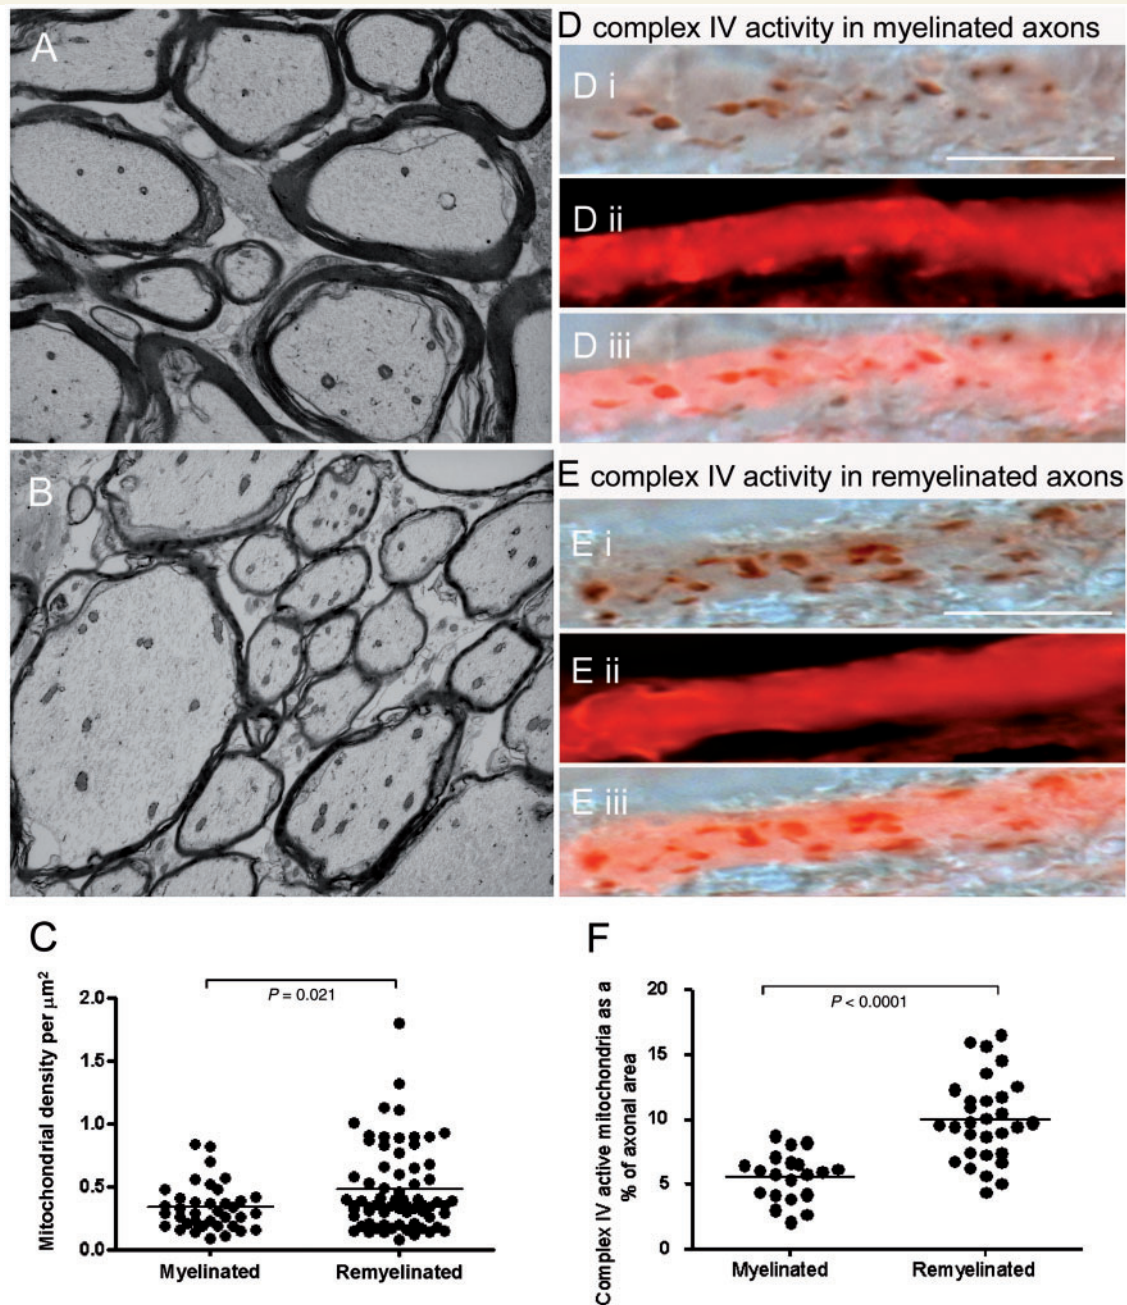 A
B
D complex IV activity in myelinated axons
D i
D ii
D iii
E complex IV activity in remyelinated axons
E i
E ii
E iii
C
Mitochondrial density per µm²
2.0
1.5
1.0
0.5
0.0
P = 0.021
Myelinated
Remyelinated
F
Complex IV active mitochondria as a
% of axonal area
20
15
10
5
0
P < 0.0001
Myelinated
Remyelinated